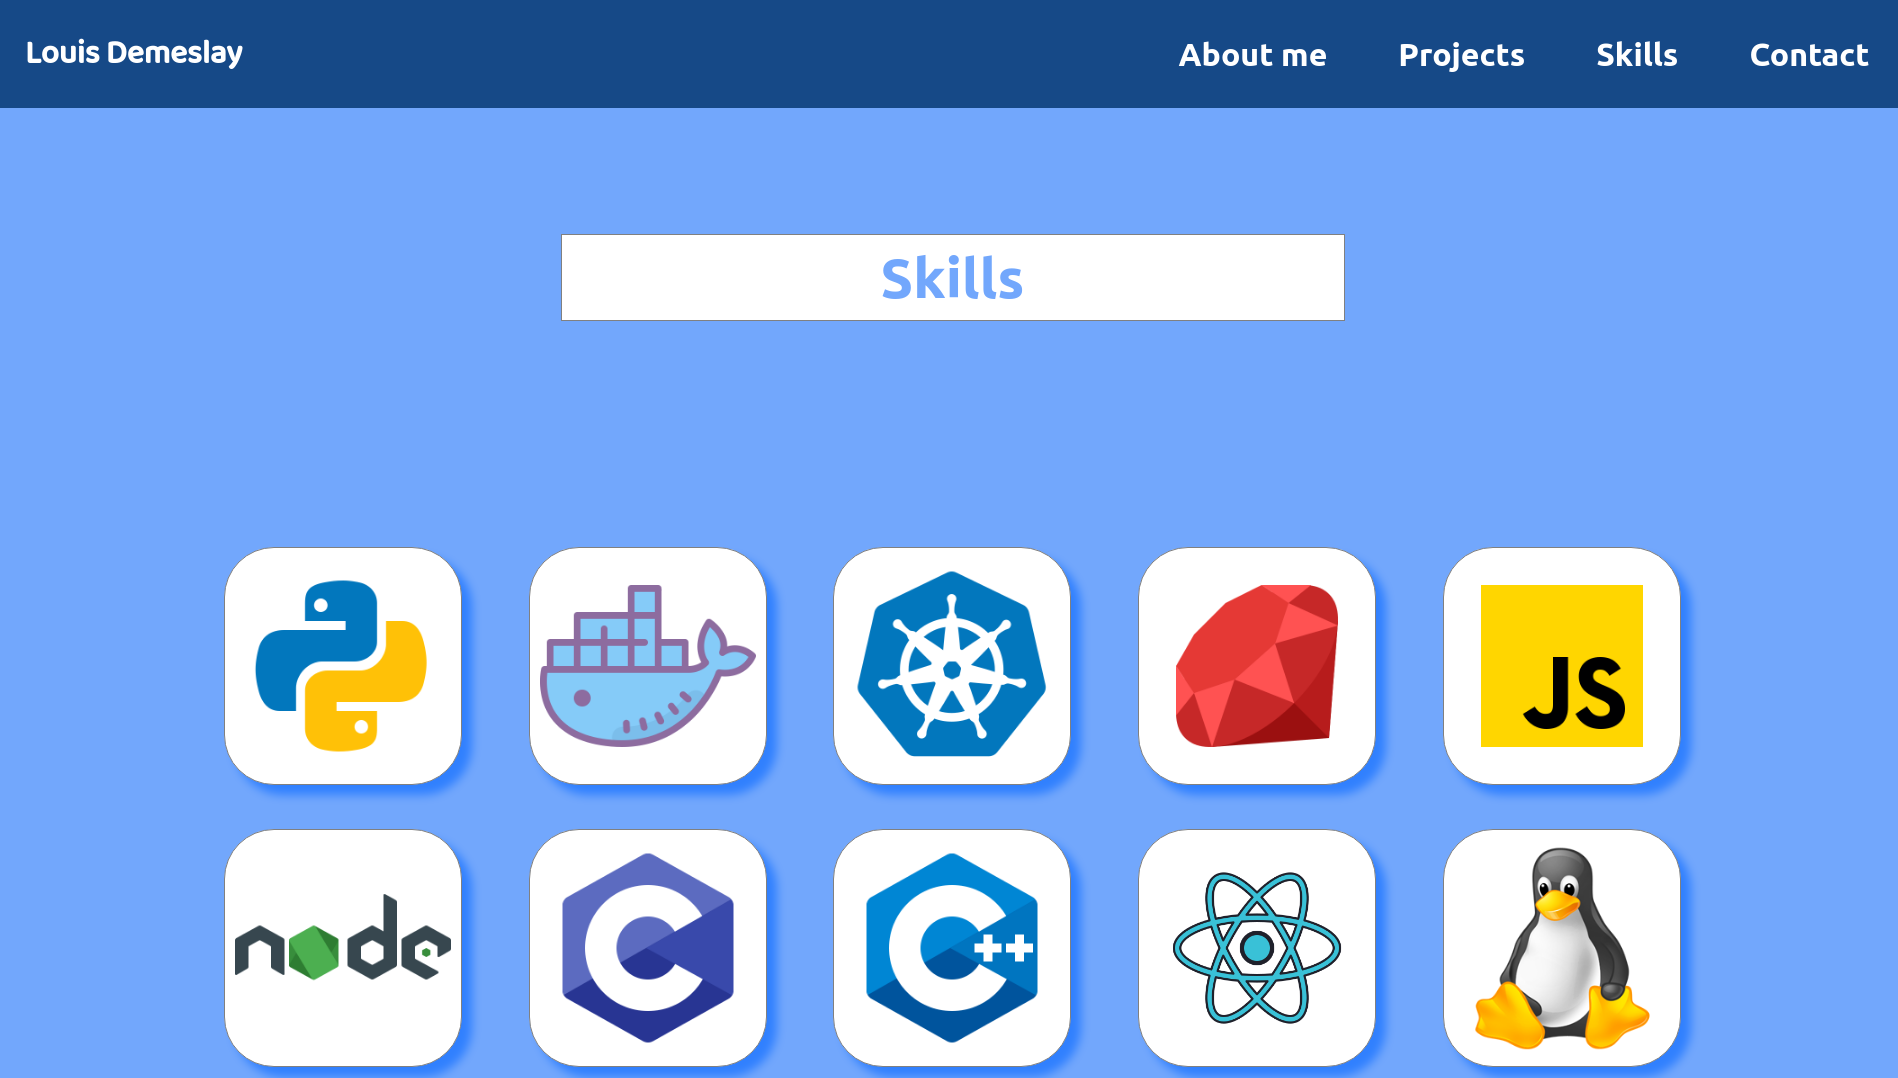 Louis Demeslay
About me
Projects
Skills
Contact
Skills
JS
node
C
C++